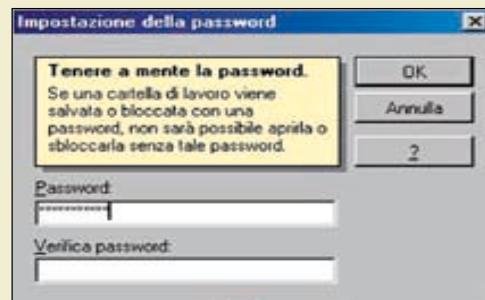 Impostazione della password
Tenere a mente la password.
Se una cartella di lavoro viene
salvata o bloccata con una
password, non sarà possibile aprirla o
sbloccarla senza tale password.
OK
Annulla
?
Password:
Verifica password: